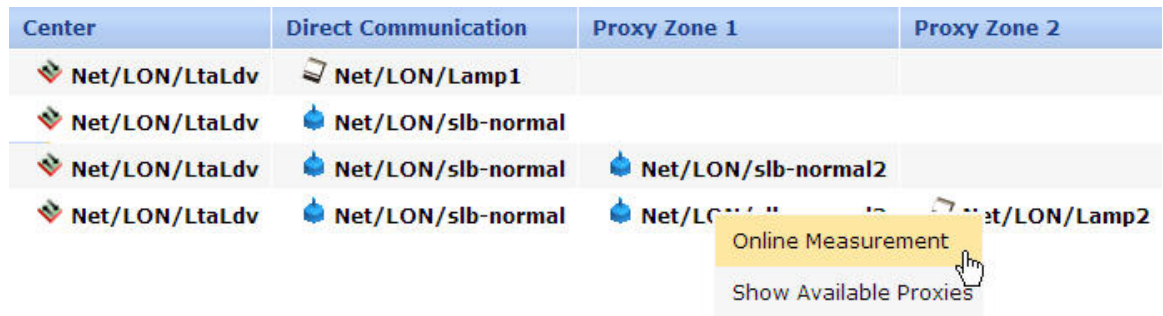 Center Direct Communication Proxy Zone 1 Proxy Zone 2
Net/LON/LtaLdv Net/LON/Lamp1
Net/LON/LtaLdv Net/LON/slb-normal
Net/LON/LtaLdv Net/LON/slb-normal Net/LON/slb-normal2
Net/LON/LtaLdv Net/LON/slb-normal Net/LON/Lamp2
Online Measurement
Show Available Proxies